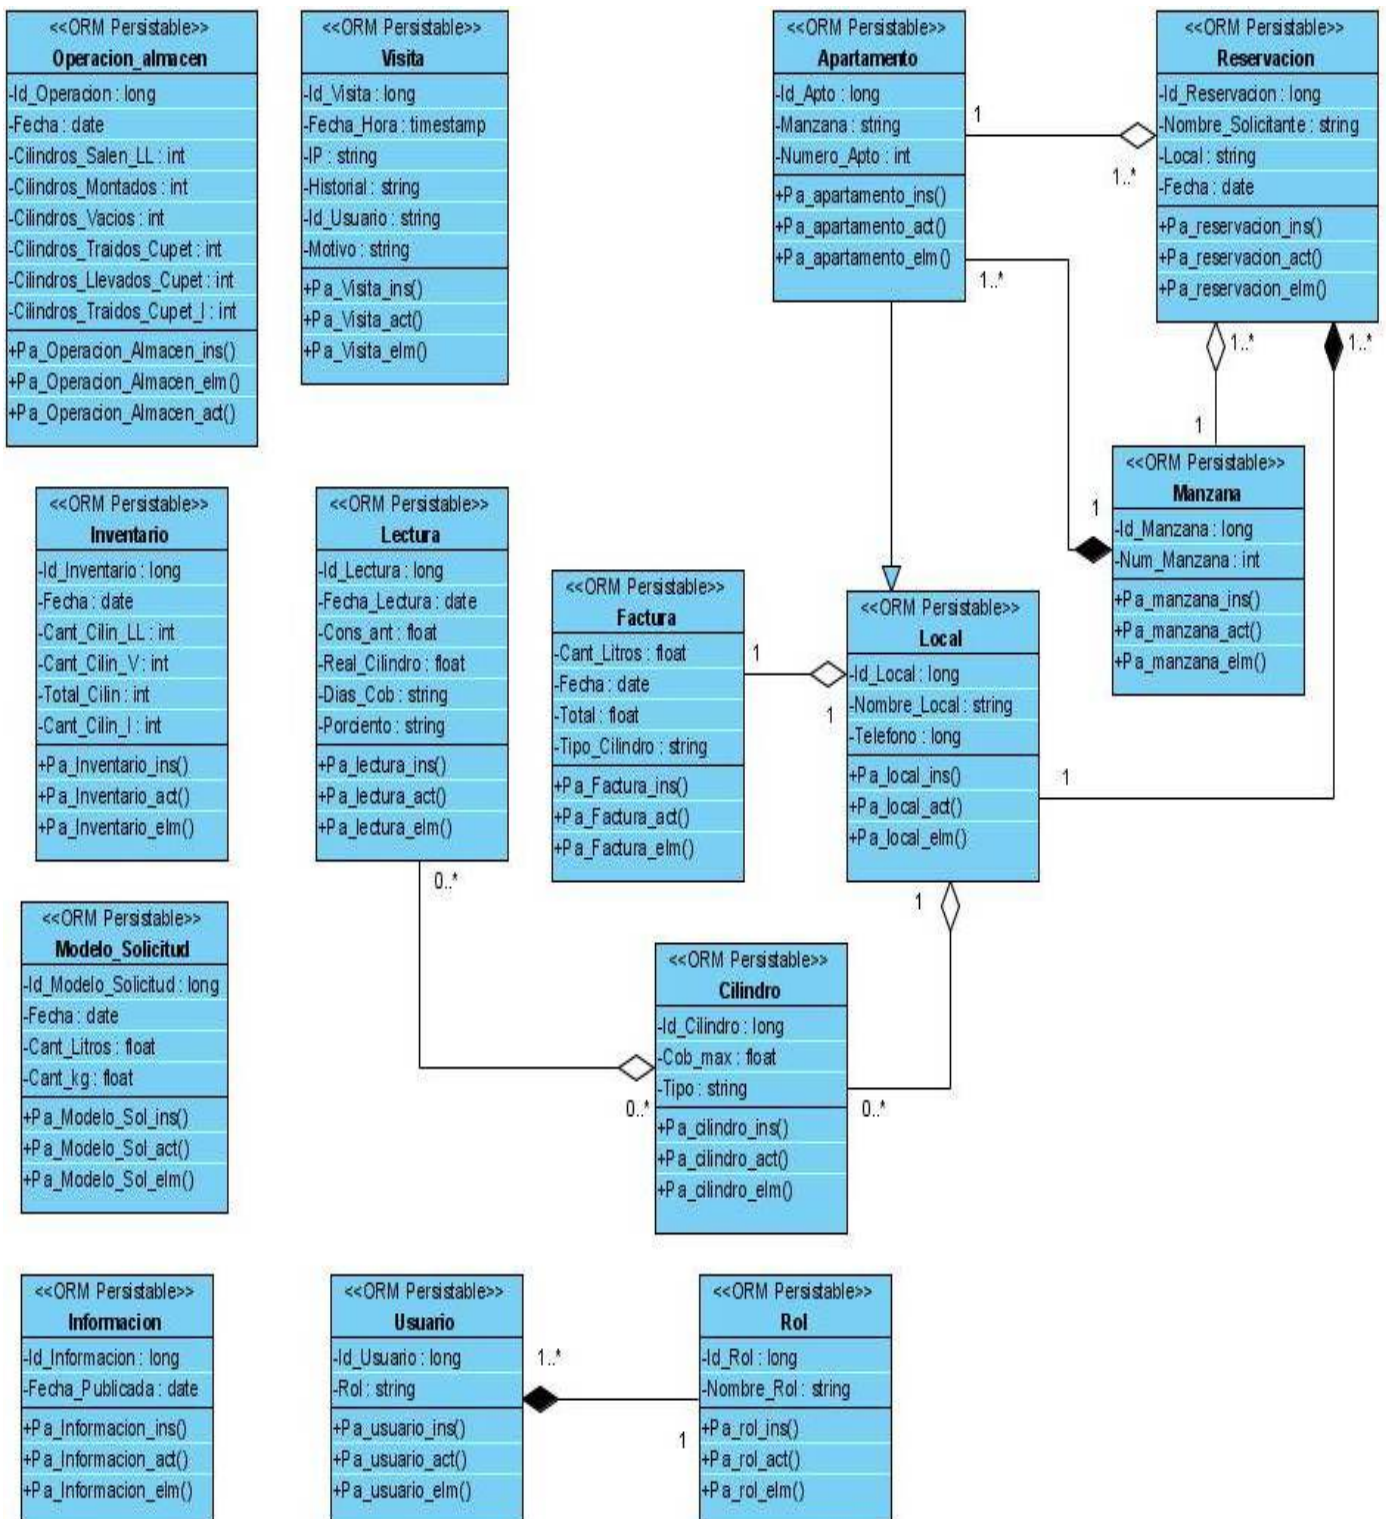 <<ORM Persistable>>
Operacion_almacen
-Id_Operacion : long
-Fecha : date
-Cilindros_Salen_LL : int
-Cilindros_Montados : int
-Cilindros_Vacios : int
-Cilindros_Traidos_Cupet : int
-Cilindros_Llevados_Cupet : int
-Cilindros_Traidos_Cupet_I : int
+Pa_Operacion_Almacen_ins()
+Pa_Operacion_Almacen_elm()
+Pa_Operacion_Almacen_act()
<<ORM Persistable>>
Visita
-Id_Visita : long
-Fecha_Hora : timestamp
-IP : string
-Historial : string
-Id_Usuario : string
-Motivo : string
+Pa_Visita_ins()
+Pa_Visita_act()
+Pa_Visita_elm()
<<ORM Persistable>>
Apartamento
-Id_Apto : long
-Manzana : string
-Numero_Apto : int
+Pa_apartamento_ins()
+Pa_apartamento_act()
+Pa_apartamento_elm()
1
1..*
1..*
<<ORM Persistable>>
Reservacion
-Id_Reservacion : long
-Nombre_Solicitante : string
-Local : string
-Fecha : date
+Pa_reservacion_ins()
+Pa_reservacion_act()
+Pa_reservacion_elm()
1..*
1..*
1
1
<<ORM Persistable>>
Manzana
-Id_Manzana : long
-Num_Manzana : int
+Pa_manzana_ins()
+Pa_manzana_act()
+Pa_manzana_elm()
<<ORM Persistable>>
Inventario
-Id_Inventario : long
-Fecha : date
-Cant_Cilin_LL : int
-Cant_Cilin_V : int
-Total_Cilin : int
-Cant_Cilin_I : int
+Pa_Inventario_ins()
+Pa_Inventario_act()
+Pa_Inventario_elm()
<<ORM Persistable>>
Lectura
-Id_Lectura : long
-Fecha_Lectura : date
-Cons_ant : float
-Real_Cilindro : float
-Dias_Cob : string
-Porciento : string
+Pa_lectura_ins()
+Pa_lectura_act()
+Pa_lectura_elm()
0..*
<<ORM Persistable>>
Factura
-Cant_Litros : float
-Fecha : date
-Total : float
-Tipo_Cilindro : string
+Pa_Factura_ins()
+Pa_Factura_act()
+Pa_Factura_elm()
1
1
<<ORM Persistable>>
Local
-Id_Local : long
-Nombre_Local : string
-Telefono : long
+Pa_local_ins()
+Pa_local_act()
+Pa_local_elm()
1
1
<<ORM Persistable>>
Modelo_Solicitud
-Id_Modelo_Solicitud : long
-Fecha : date
-Cant_Litros : float
-Cant_kg : float
+Pa_Modelo_Sol_ins()
+Pa_Modelo_Sol_act()
+Pa_Modelo_Sol_elm()
<<ORM Persistable>>
Cilindro
-Id_Cilindro : long
-Cob_max : float
-Tipo : string
+Pa_cilindro_ins()
+Pa_cilindro_act()
+Pa_cilindro_elm()
0..*
0..*
<<ORM Persistable>>
Informacion
-Id_Informacion : long
-Fecha_Publicada : date
+Pa_Informacion_ins()
+Pa_Informacion_act()
+Pa_Informacion_elm()
<<ORM Persistable>>
Usuario
-Id_Usuario : long
-Rol : string
+Pa_usuario_ins()
+Pa_usuario_act()
+Pa_usuario_elm()
1..*
1
<<ORM Persistable>>
Rol
-Id_Rol : long
-Nombre_Rol : string
+Pa_rol_ins()
+Pa_rol_act()
+Pa_rol_elm()